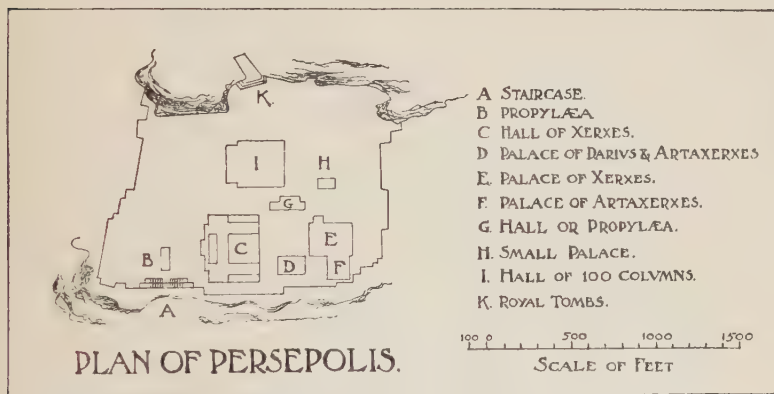 K.
I
H
G
B
C
E
D
F
A
PLAN OF PERSEPOLIS.
A STAIRCASE.
B PROPYLÆA
C HALL OF XERXES.
D PALACE OF DARIVS & ARTAXERXES
E. PALACE OF XERXES.
F. PALACE OF ARTAXERXES.
G. HALL OR PROPYLÆA.
H. SMALL PALACE.
I. HALL OF 100 COLVMNS.
K. ROYAL TOMBS.
100 0 500 1000 1500
SCALE OF FEET